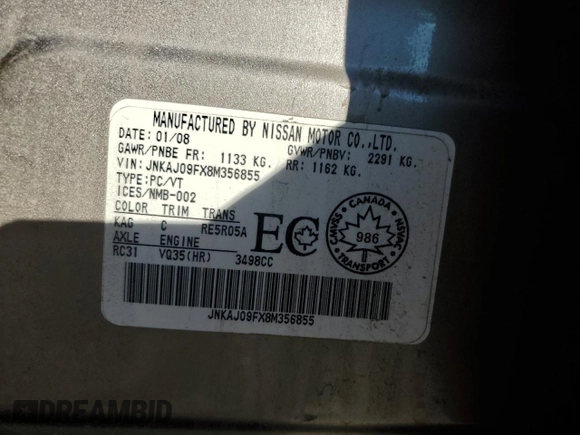 MANUFACTURED BY NISSAN MOTOR CO.,LTD.
DATE: 01/08 GVWR/PNBV: 2291 KG.
GAWR/PNBE FR: 1133 KG. RR: 1162 KG.
VIN: JNKAJ09FX8M356855
TYPE: PC/VT
ICES/NMB-002
COLOR TRIM TRANS
KAG C RE5R05A
AXLE ENGINE
RC31 VQ35(HR) 3498CC
EC
CANADA
CMVSS
NSVAC
986
TRANSPORT
JNKAJ09FX8M356855
DREAMBID